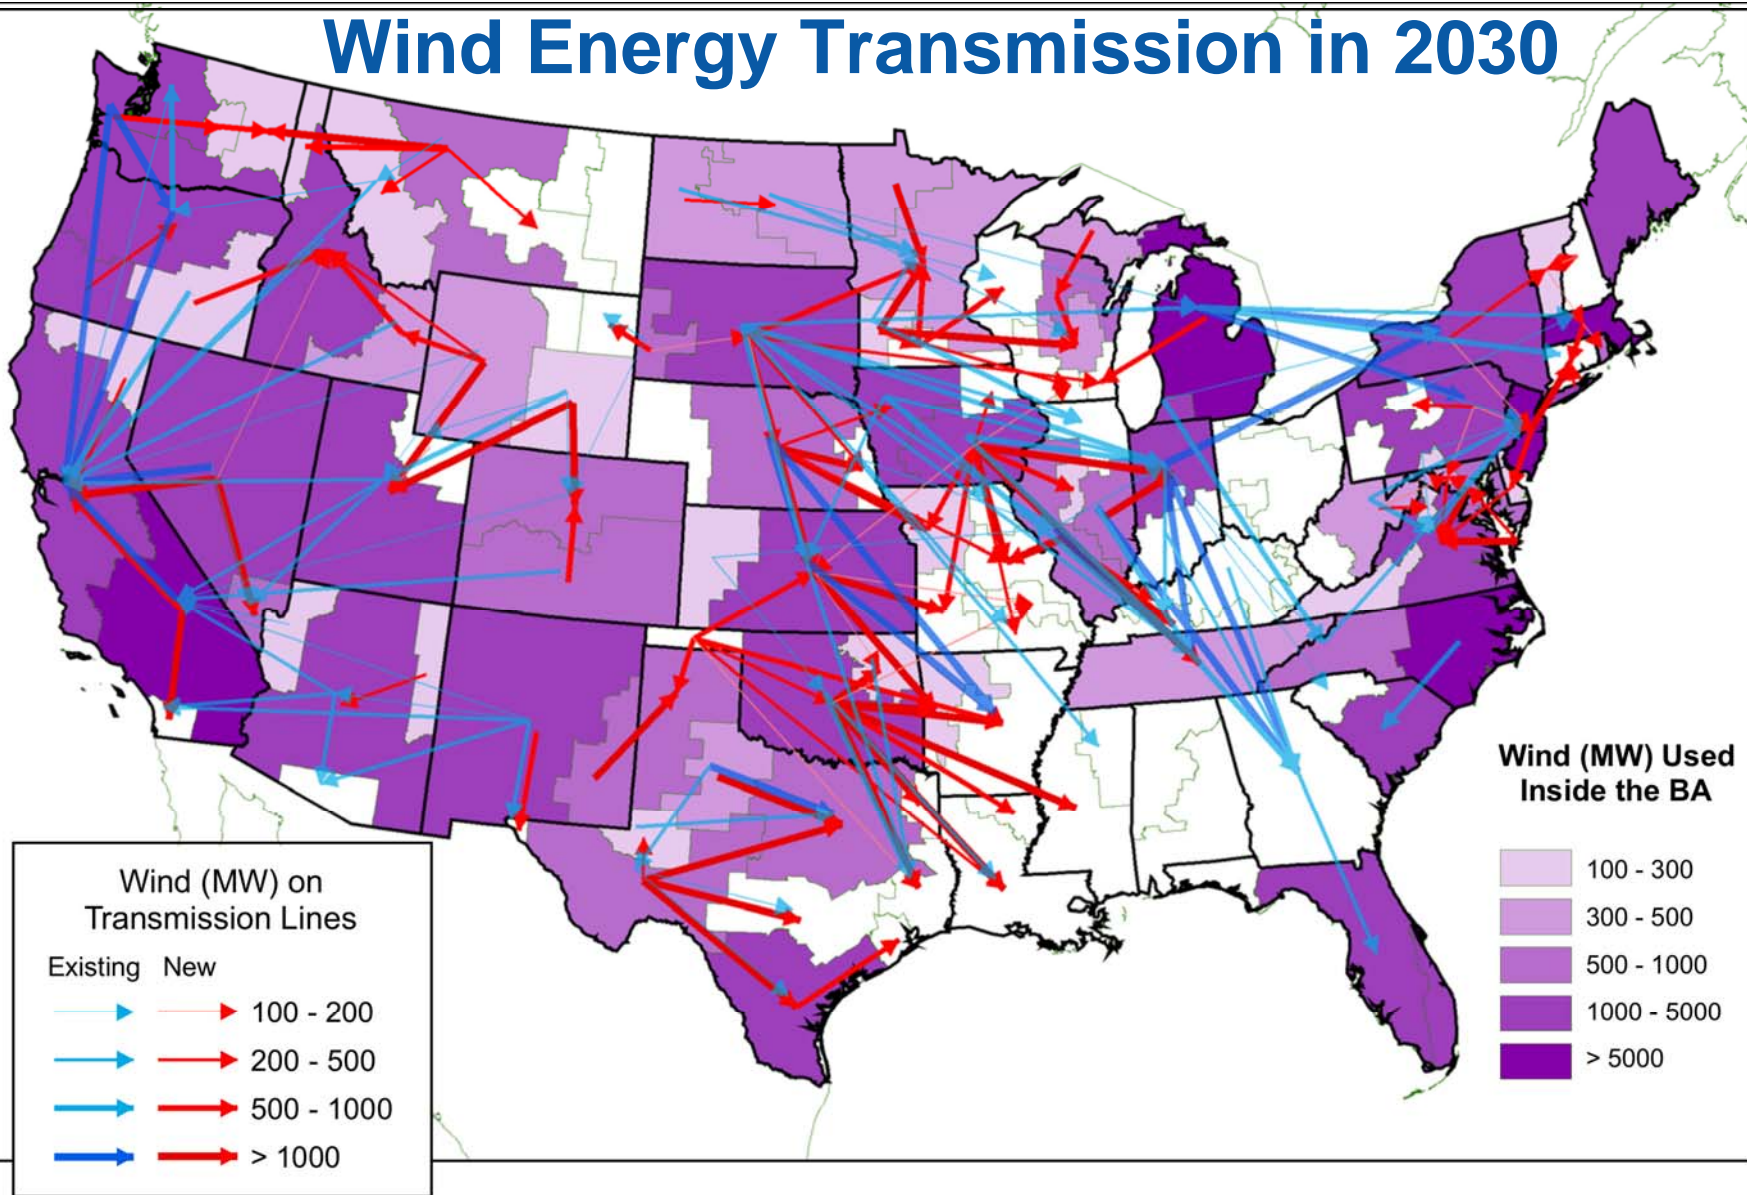 Wind Energy Transmission in 2030
Wind (MW) Used
Inside the BA
100 - 300
300 - 500
500 - 1000
1000 - 5000
> 5000
Wind (MW) on
Transmission Lines
Existing New
100 - 200
200 - 500
500 - 1000
> 1000